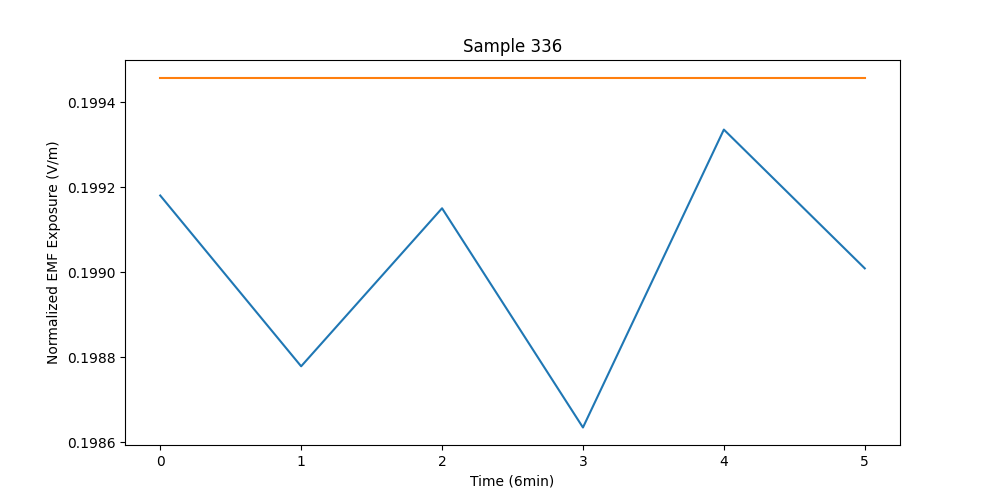 Sample 336
Normalized EMF Exposure (V/m)
0.1994
0.1992
0.1990
0.1988
0.1986
0 1 2 3 4 5
Time (6min)